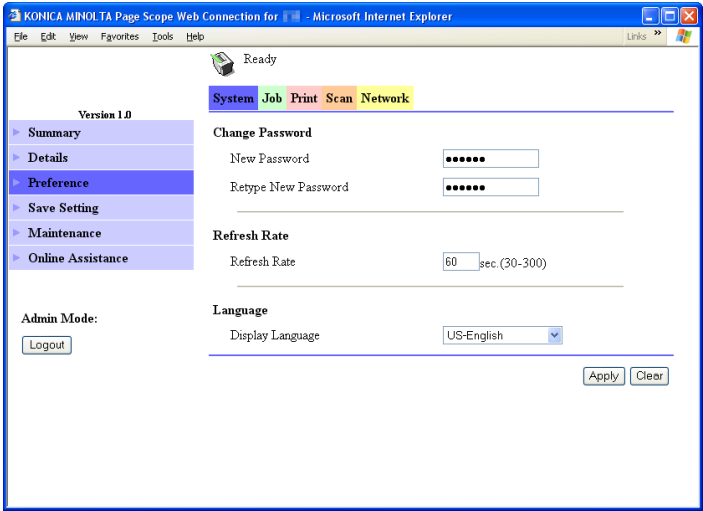 KONICA MINOLTA Page Scope Web Connection for - Microsoft Internet Explorer
File Edit View Favorites Tools Help Links »
Ready
System Job Print Scan Network
Version 1.0
Summary
Details
Preference
Save Setting
Maintenance
Online Assistance
Admin Mode:
Logout
Change Password
New Password ●●●●●●
Retype New Password ●●●●●●
Refresh Rate
Refresh Rate 60 sec.(30-300)
Language
Display Language US-English
Apply Clear